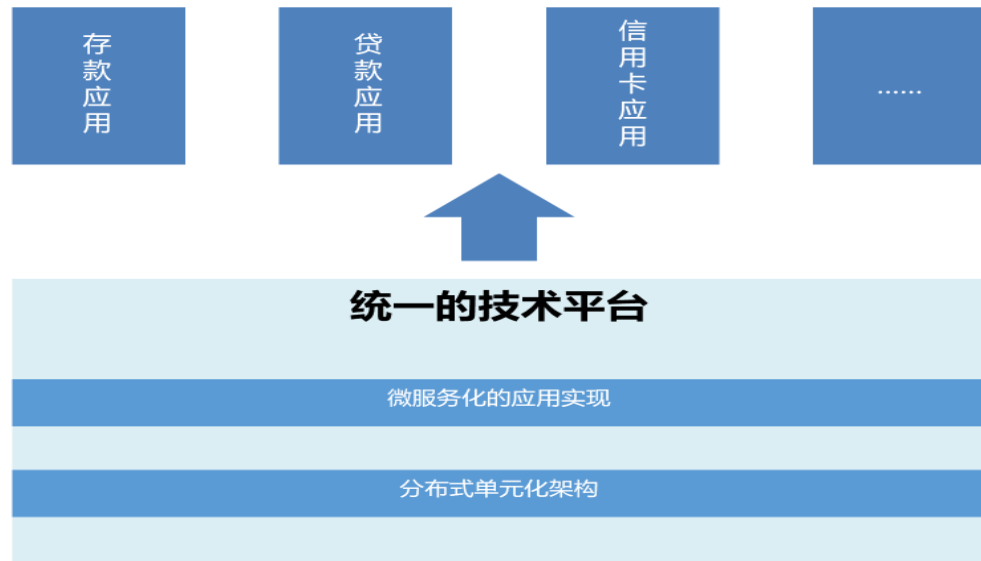 存款应用
贷款应用
信用卡应用
……
统一的技术平台
微服务化的应用实现
分布式单元化架构